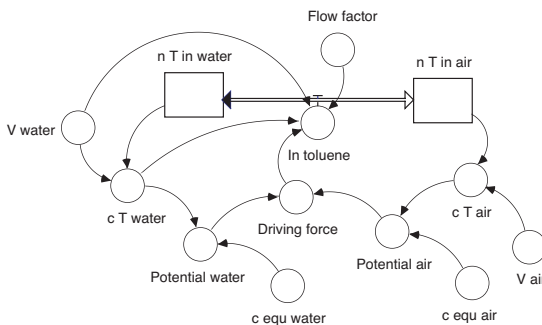 Flow factor
n T in water
n T in air
V water
In toluene
c T water
c T air
Driving force
Potential water
Potential air
V air
c equ water
c equ air